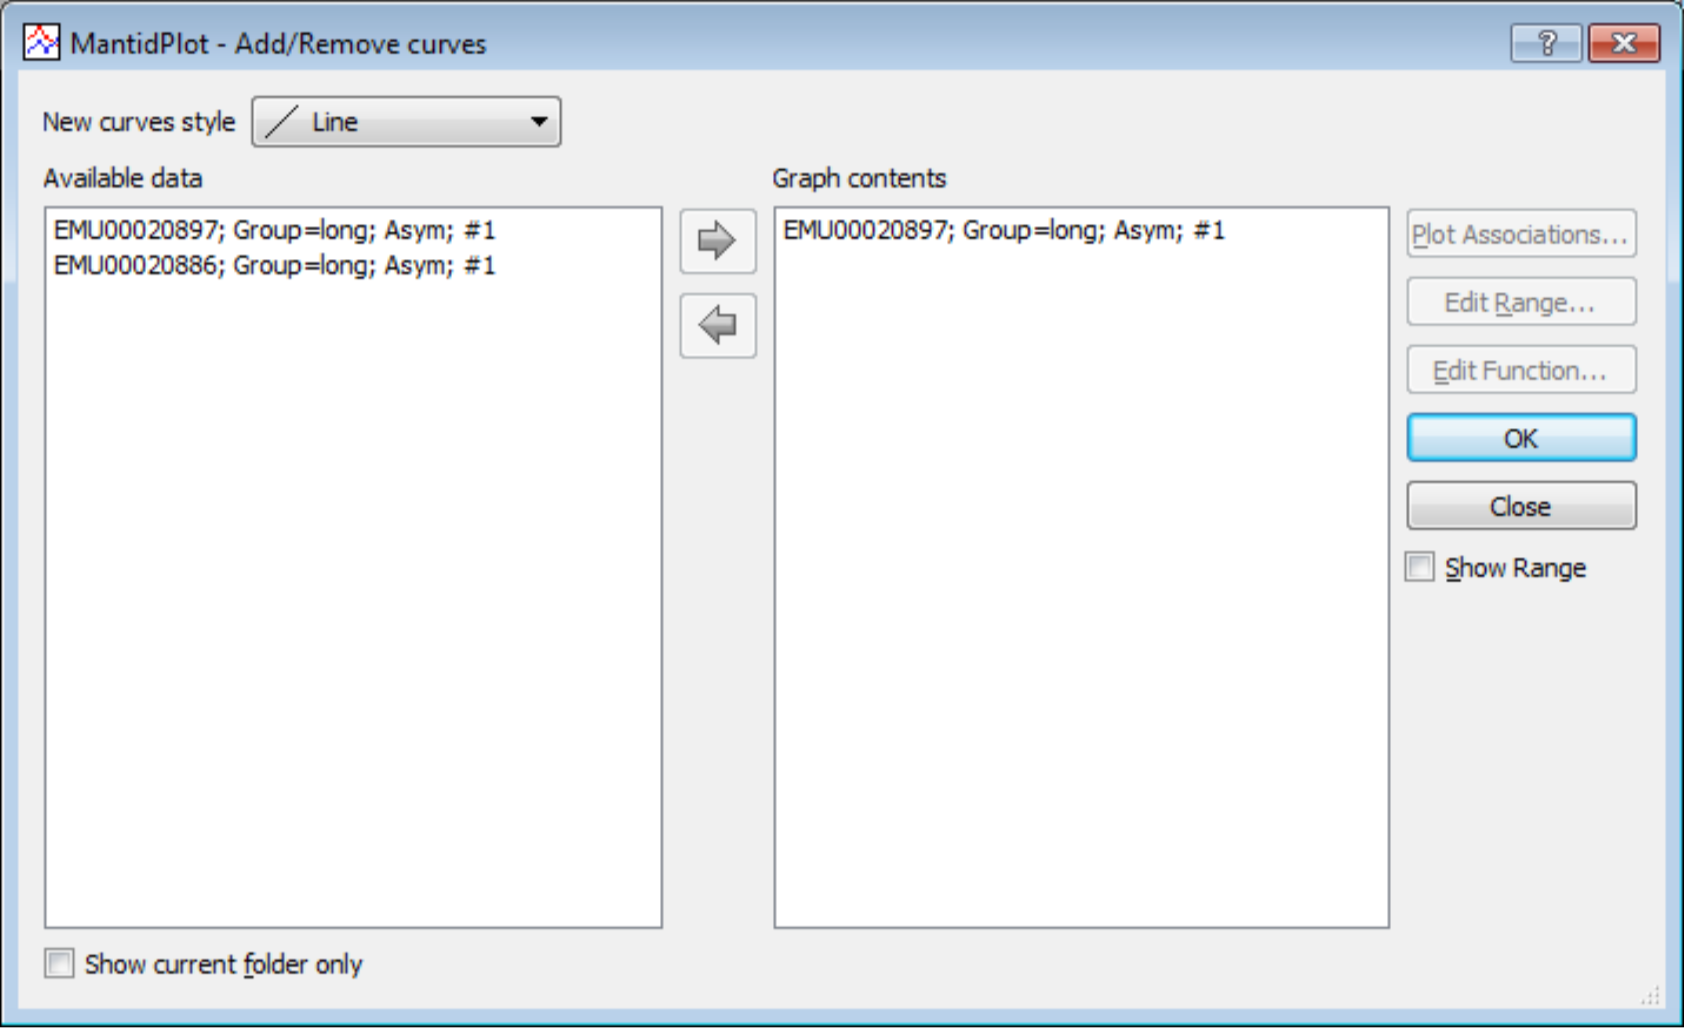 MantidPlot - Add/Remove curves
?
New curves style
Line
Available data
EMU00020897; Group=long; Asym; #1
EMU00020886; Group=long; Asym; #1
Show current folder only
Graph contents
EMU00020897; Group=long; Asym; #1
Plot Associations...
Edit Range...
Edit Function...
OK
Close
Show Range